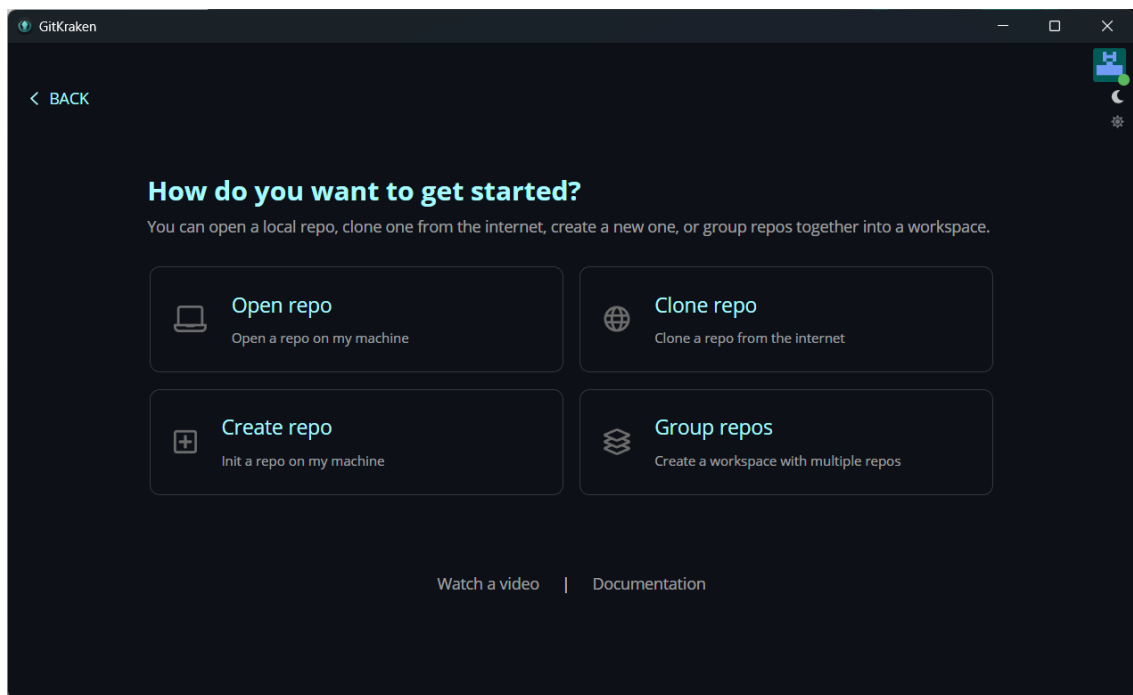 GitKraken
BACK
How do you want to get started?
You can open a local repo, clone one from the internet, create a new one, or group repos together into a workspace.
Open repo
Open a repo on my machine
Clone repo
Clone a repo from the internet
Create repo
Init a repo on my machine
Group repos
Create a workspace with multiple repos
Watch a video | Documentation